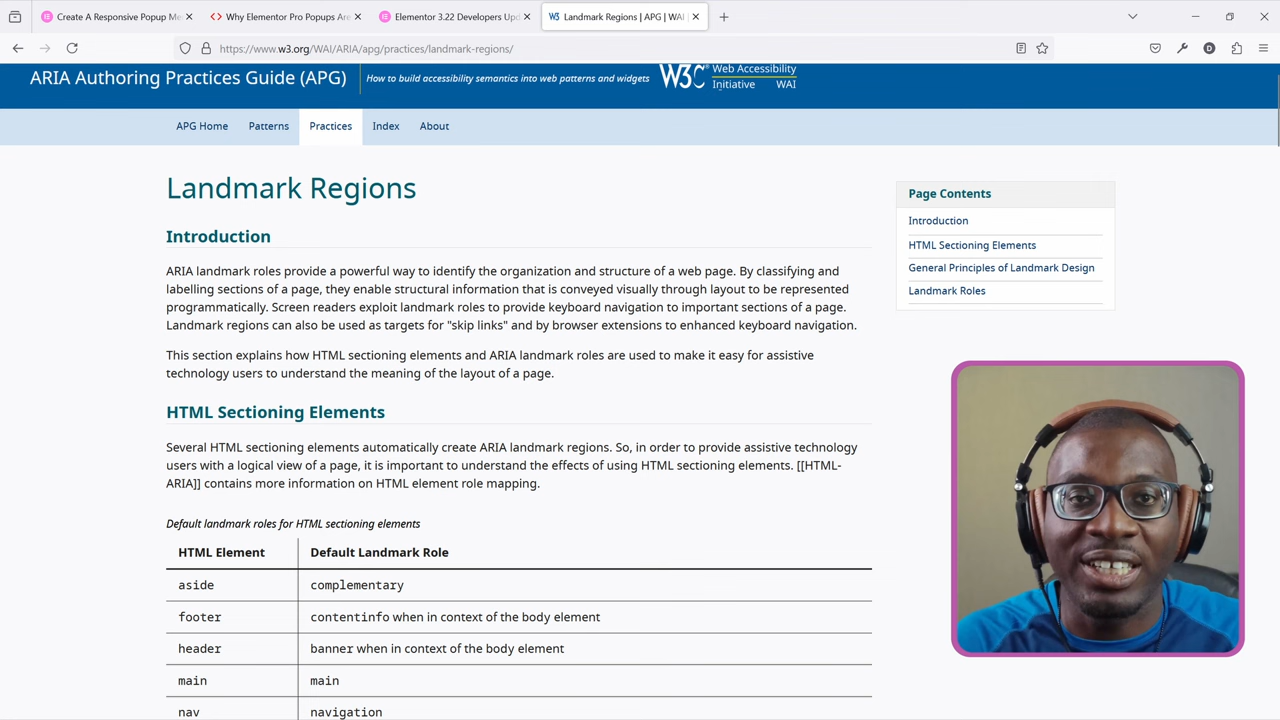 Create A Responsive Popup Me
Why Elementor Pro Popups Are
Elementor 3.22 Developers Upd
Landmark Regions | APG | WAI |
https://www.w3.org/WAI/ARIA/apg/practices/landmark-regions/
ARIA Authoring Practices Guide (APG)
How to build accessibility semantics into web patterns and widgets
W3C® Web Accessibility
Initiative WAI
APG Home Patterns Practices Index About
Landmark Regions
Introduction
ARIA landmark roles provide a powerful way to identify the organization and structure of a web page. By classifying and
labelling sections of a page, they enable structural information that is conveyed visually through layout to be represented
programmatically. Screen readers exploit landmark roles to provide keyboard navigation to important sections of a page.
Landmark regions can also be used as targets for "skip links" and by browser extensions to enhanced keyboard navigation.
This section explains how HTML sectioning elements and ARIA landmark roles are used to make it easy for assistive
technology users to understand the meaning of the layout of a page.
HTML Sectioning Elements
Several HTML sectioning elements automatically create ARIA landmark regions. So, in order to provide assistive technology
users with a logical view of a page, it is important to understand the effects of using HTML sectioning elements. [[HTML-
ARIA]] contains more information on HTML element role mapping.
Default landmark roles for HTML sectioning elements
HTML Element Default Landmark Role
aside complementary
footer contentinfo when in context of the body element
header banner when in context of the body element
main main
nav navigation
Page Contents
Introduction
HTML Sectioning Elements
General Principles of Landmark Design
Landmark Roles